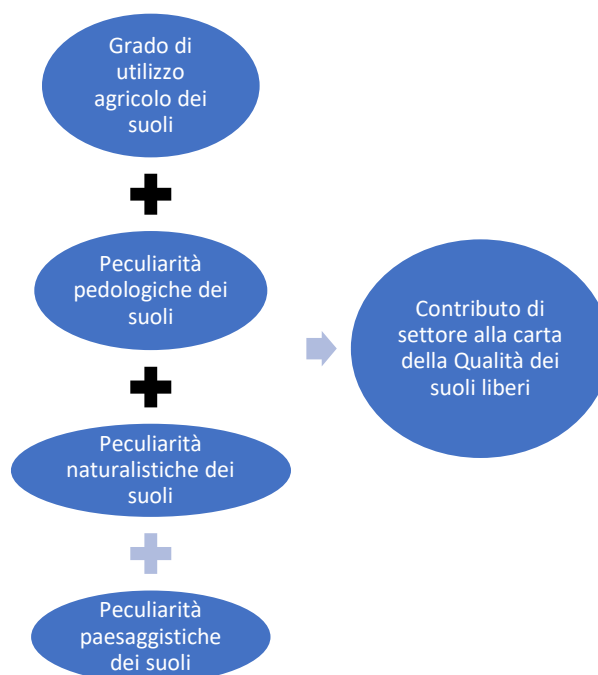 Grado di
utilizzo
agricolo dei
suoli
Peculiarità
pedologiche dei
suoli
Peculiarità
naturalistiche dei
suoli
Peculiarità
paesaggistiche
dei suoli
Contributo di
settore alla carta
della Qualità dei
suoli liberi